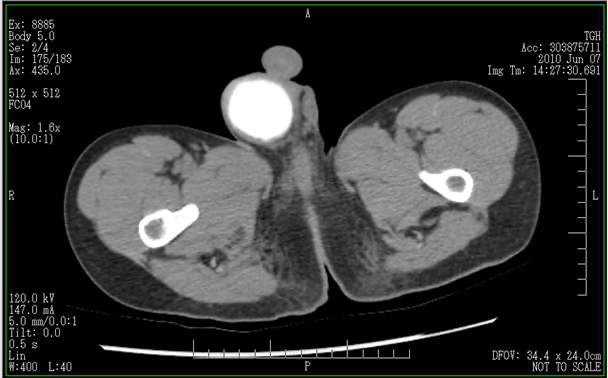 A
Ex: 8885
Body 5.0
Se: 2/4
Im: 175/183
Ax: 435.0
512 x 512
FC04
Mag: 1.6x
(10.0:1)
TGH
Acc: 303875711
2010 Jun 07
Img Tm: 14:27:30.691
R
L
120.0 kV
147.0 mA
5.0 mm/0.0:1
Tilt: 0.0
0.5 s
Lin
W:400 L:40
P
DFOV: 34.4 x 24.0cm
NOT TO SCALE